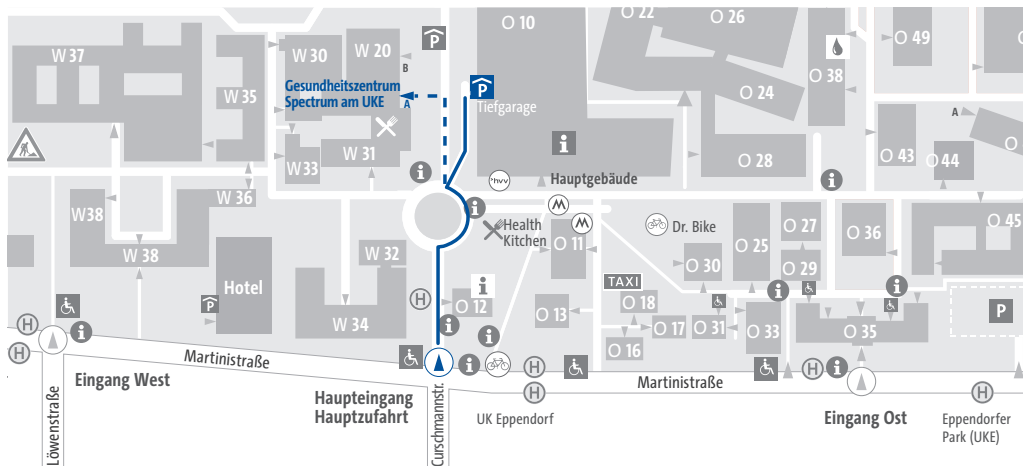 O 10
O 22
O 26
O 49
W 37
W 30
W 20
P
O 38
B
Gesundheitszentrum
Spectrum am UKE
A
P
Tiefgarage
W 35
O 24
A
i
W 31
W 33
O 28
O 43
O 44
i
hvv
Hauptgebäude
i
W 36
W38
i
M
M
Health
Kitchen
Dr. Bike
O 11
O 25
O 27
O 36
O 45
W 38
W 32
O 30
O 29
Hotel
P
TAXI
i
i
H
O 12
O 18
O 13
O 17
O 31
O 33
O 35
P
W 34
O 16
H
i
i
i
H
Martinistraße
i
H
H
i
Martinistraße
H
H
Eingang West
Haupteingang
Hauptzufahrt
UK Eppendorf
Eingang Ost
Eppendorfer
Park (UKE)
Löwenstraße
Curschmannstr.